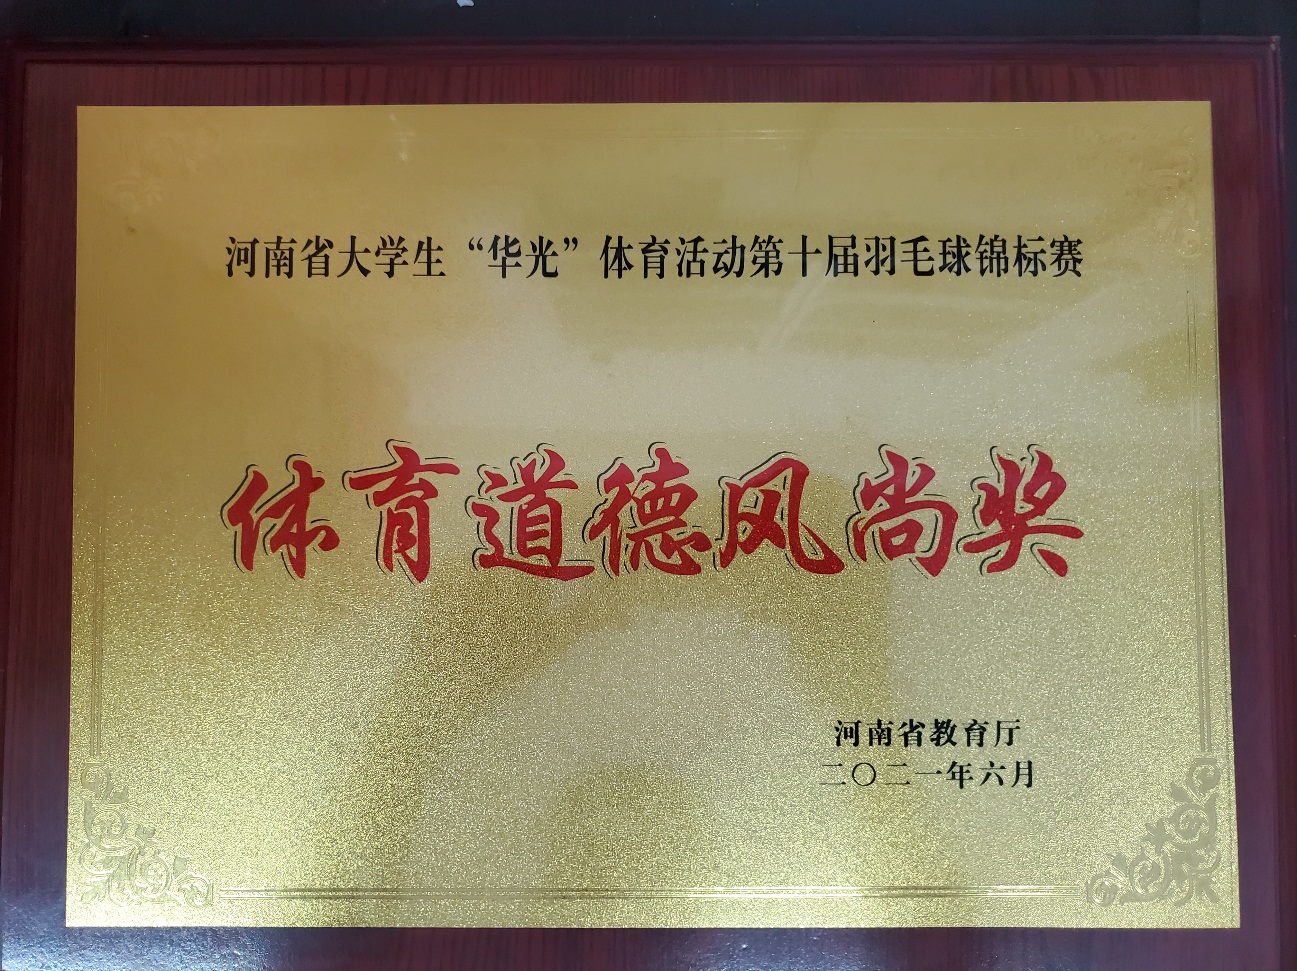 河南省大学生“华光”体育活动第十届羽毛球锦标赛
体育道德风尚奖
河南省教育厅
二〇二一年六月